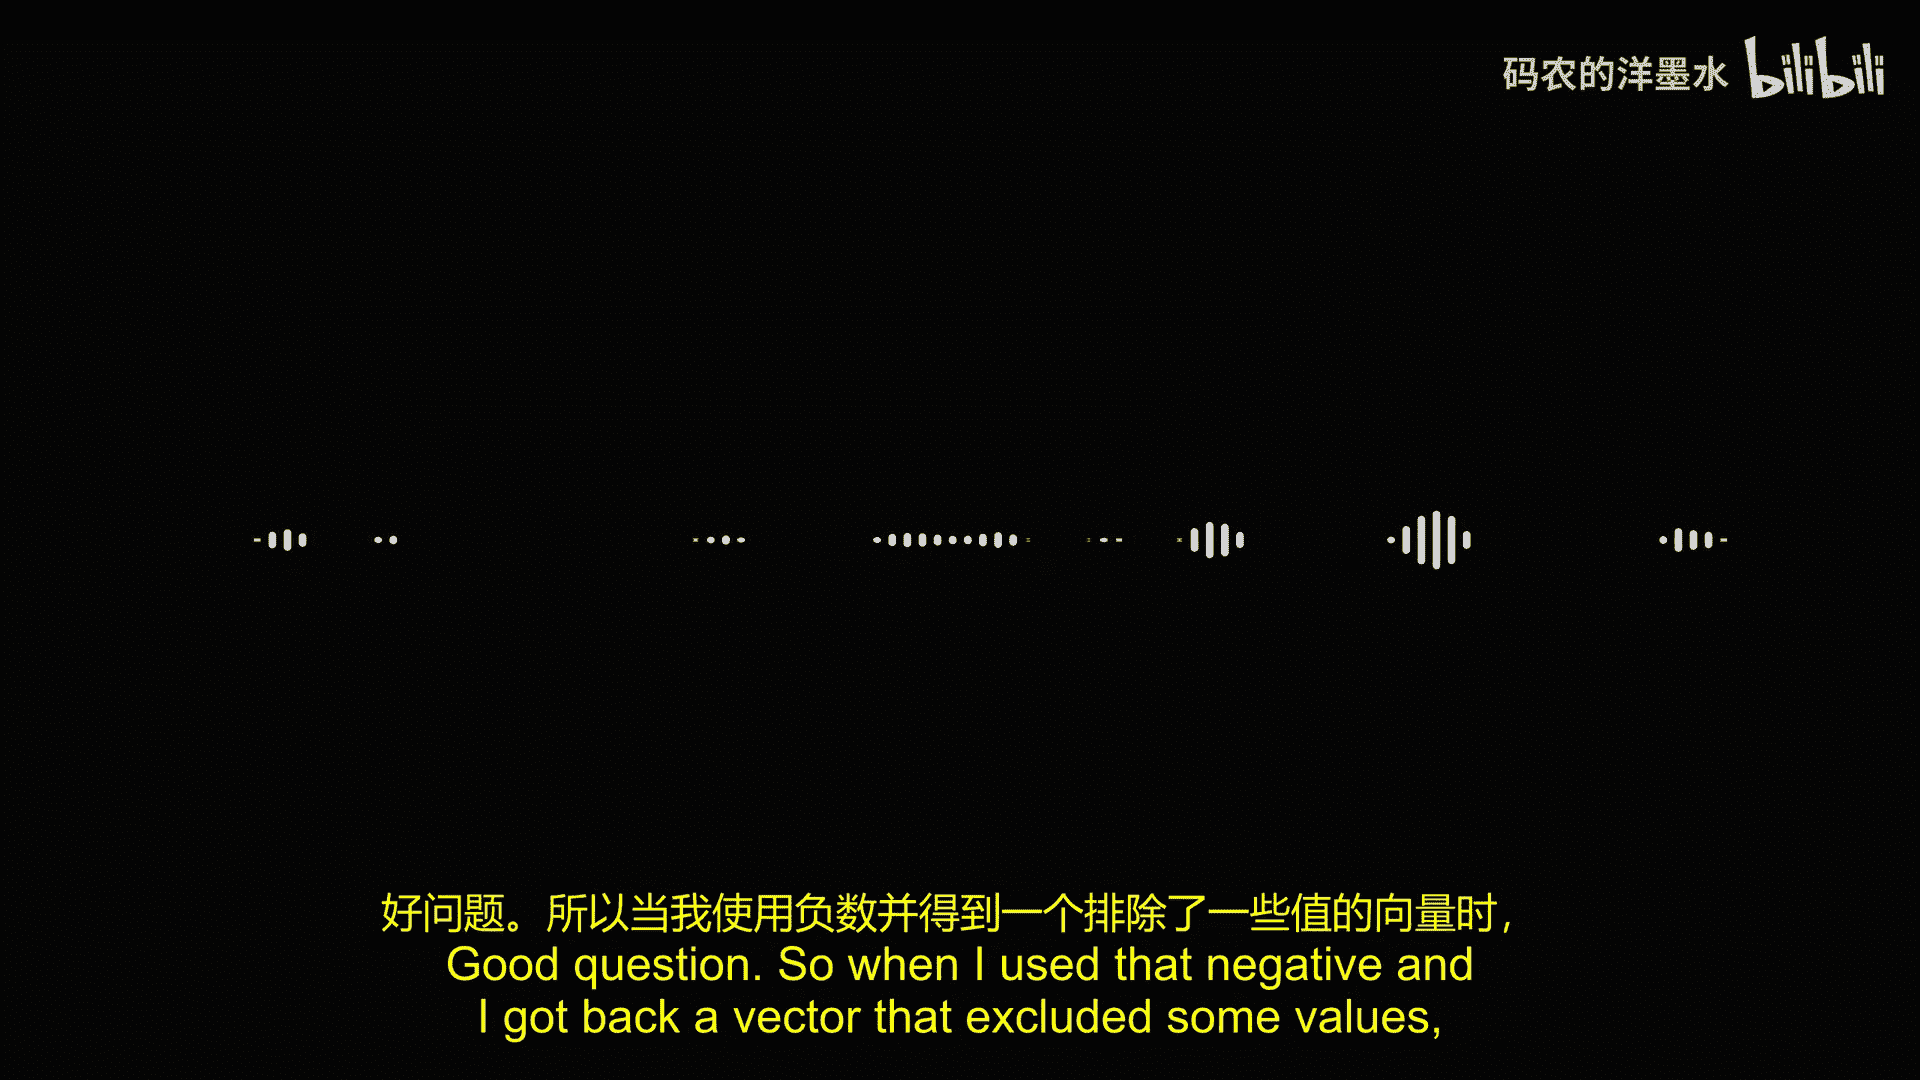 码农的洋墨水 bilibili
好问题。所以当我使用负数并得到一个排除了一些值的向量时，
Good question. So when I used that negative and
I got back a vector that excluded some values,